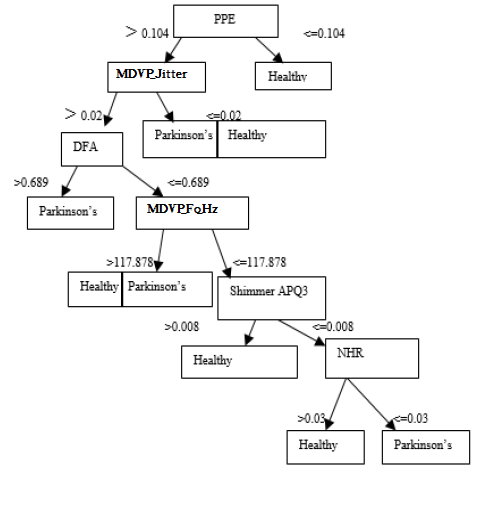 PPE
> 0.104
<=0.104
MDVP.Jitter
Healthy
> 0.02
<=0.02
Parkinson's Healthy
DFA
>0.689
<=0.689
Parkinson's
MDVP.FoHz
>117.878
<=117.878
Healthy Parkinson's
Shimmer APQ3
>0.008
<=0.008
Healthy
NHR
>0.03
<=0.03
Healthy
Parkinson's